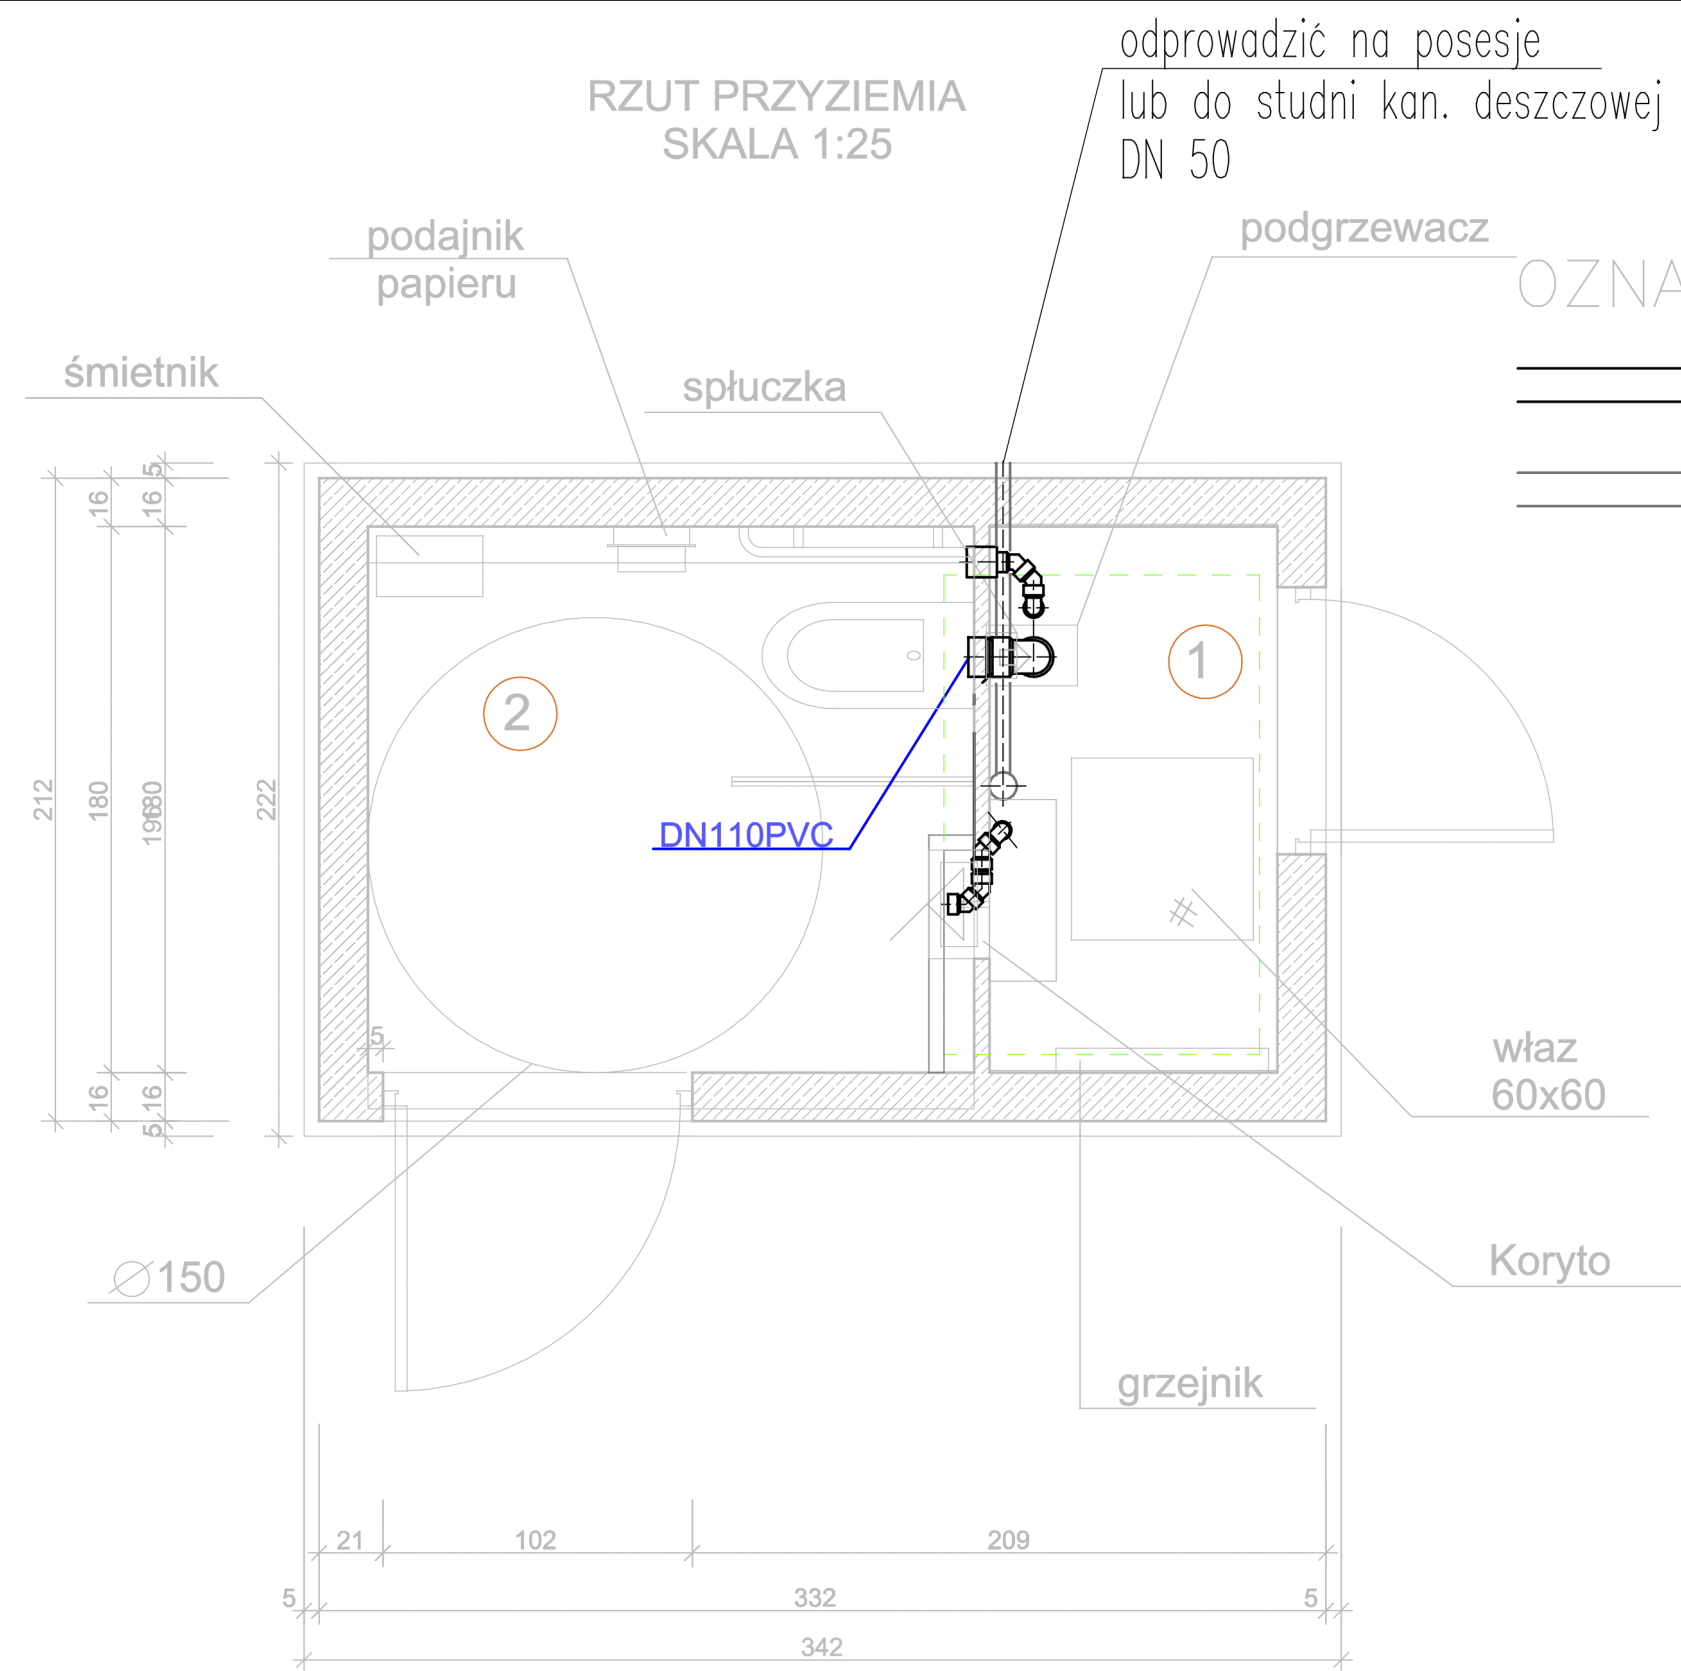 odprowadzić na posesje
lub do studni kan. deszczowej
DN 50
RZUT PRZYZIEMIA
SKALA 1:25
podajnik
papieru
podgrzewacz
OZNA
śmietnik
spłuczka
5
16
16
1
2
212
180
222
DN110PVC
5
właz
60x60
16
16
5
Koryto
Ø150
grzejnik
21
102
209
5
332
5
342